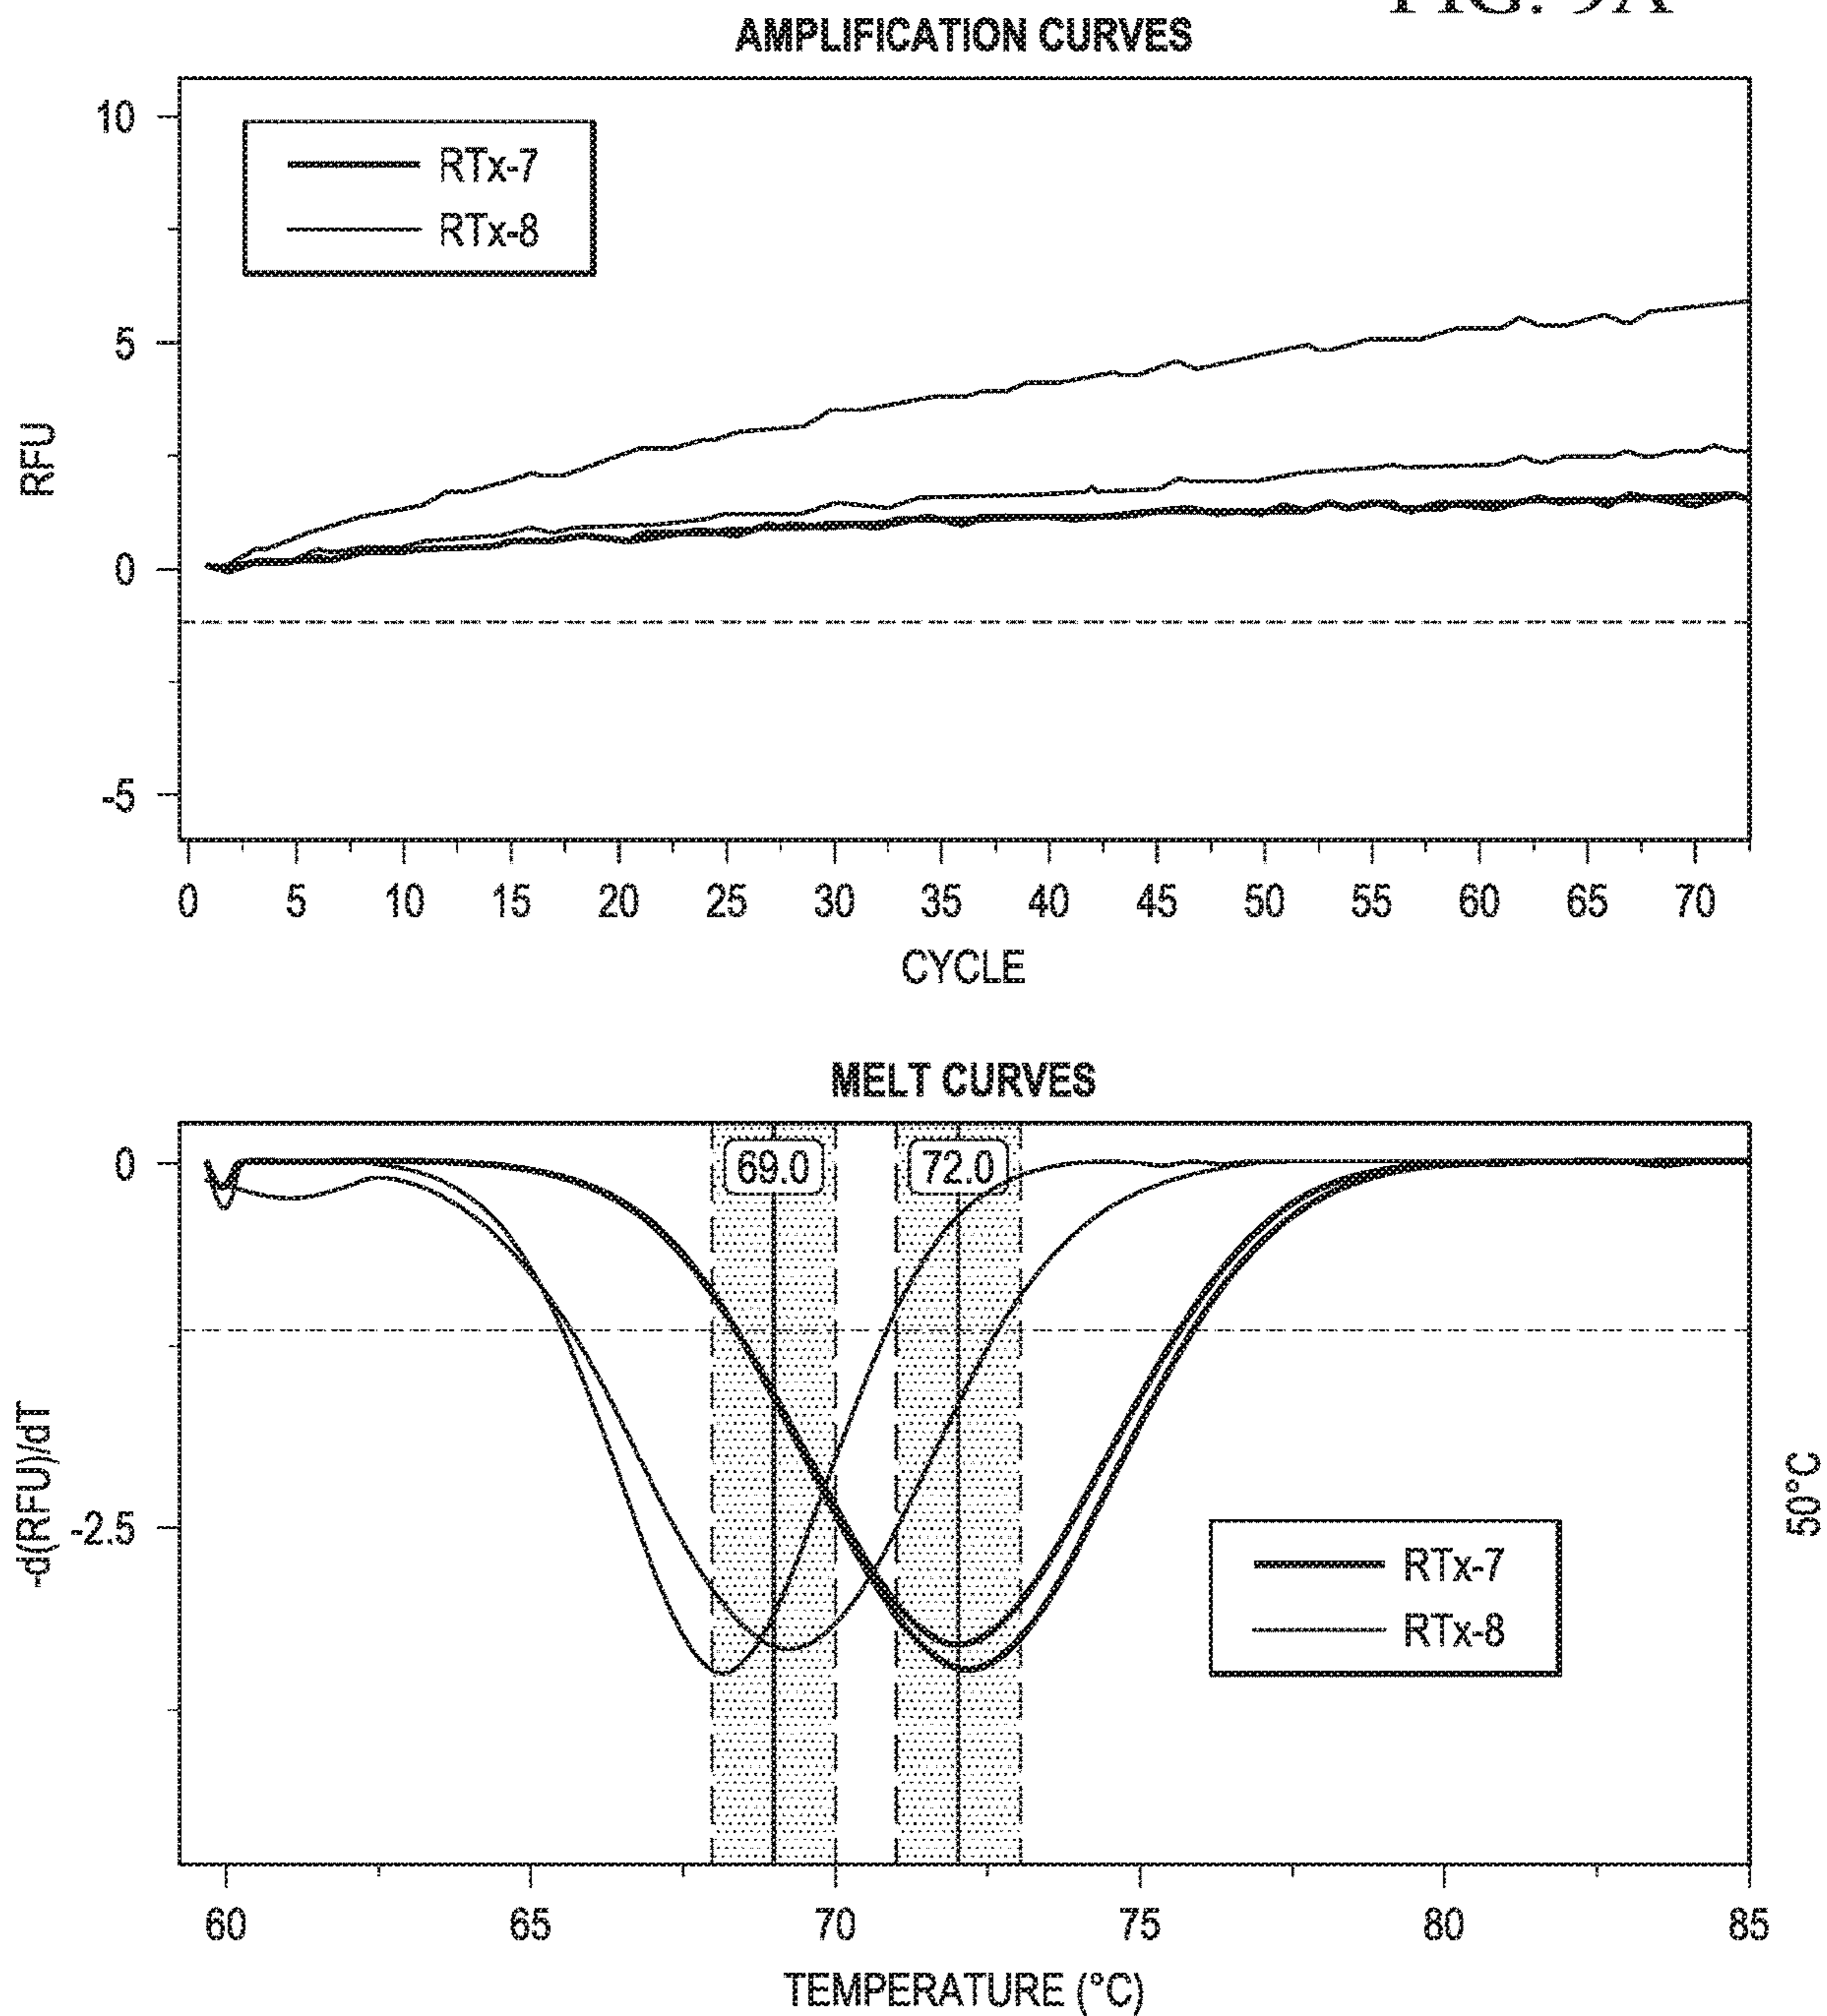 FIG. 9A
AMPLIFICATION CURVES
10
5
0
-5
RFU
RTx-7
RTx-8
0 5 10 15 20 25 30 35 40 45 50 55 60 65 70
CYCLE
MELT CURVES
0
-2.5
-d(RFU)/dT
69.0 72.0
50°C
RTx-7
RTx-8
60 65 70 75 80 85
TEMPERATURE (°C)